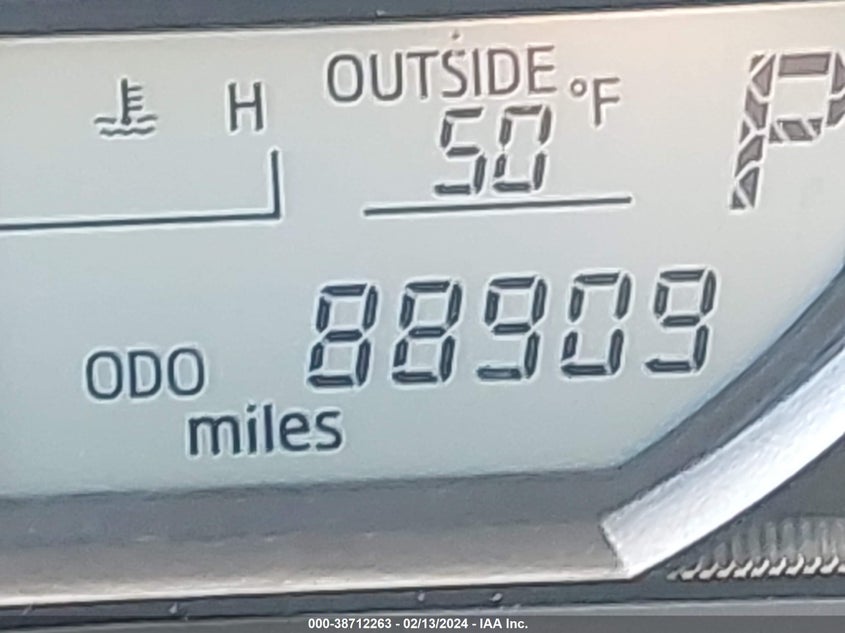 H OUTSIDE °F P
50
ODO 88909
miles
000-38712263 - 02/13/2024 - IAA Inc.